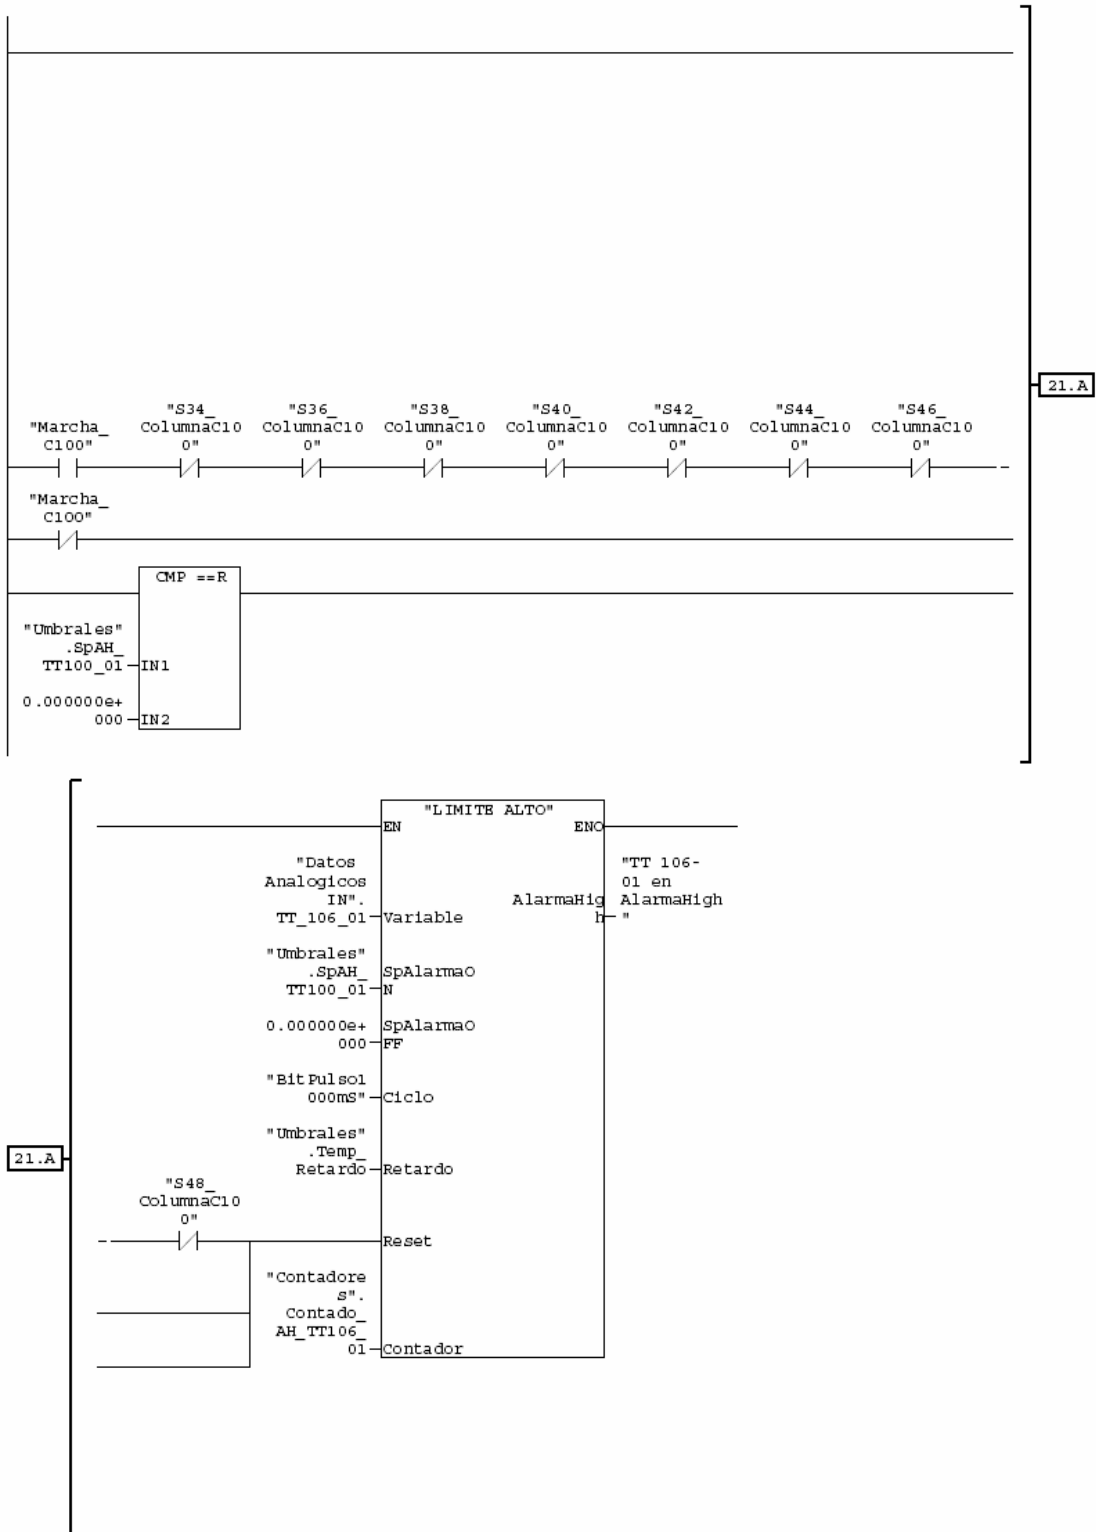 21.A
"Marcha_
C100"
"S34_
ColumnaC10
0"
"S36_
ColumnaC10
0"
"S38_
ColumnaC10
0"
"S40_
ColumnaC10
0"
"S42_
ColumnaC10
0"
"S44_
ColumnaC10
0"
"S46_
ColumnaC10
0"
"Marcha_
C100"
CMP ==R
"Umbrales"
.SpAH_
TT100_01
IN1
0.000000e+
000
IN2
21.A
"LIMITE ALTO"
EN
ENO
"Datos
Analogicos
IN".
TT_106_01
Variable
AlarmaHig
h
"TT 106-
01 en
AlarmaHigh
"
"Umbrales"
.SpAH_
TT100_01
SpAlarmaO
N
0.000000e+
000
SpAlarmaO
FF
"BitPulso1
000mS"
Ciclo
"Umbrales"
.Temp_
Retardo
Retardo
"S48_
ColumnaC10
0"
Reset
"Contadore
s".
Contado_
AH_TT106_
01
Contador